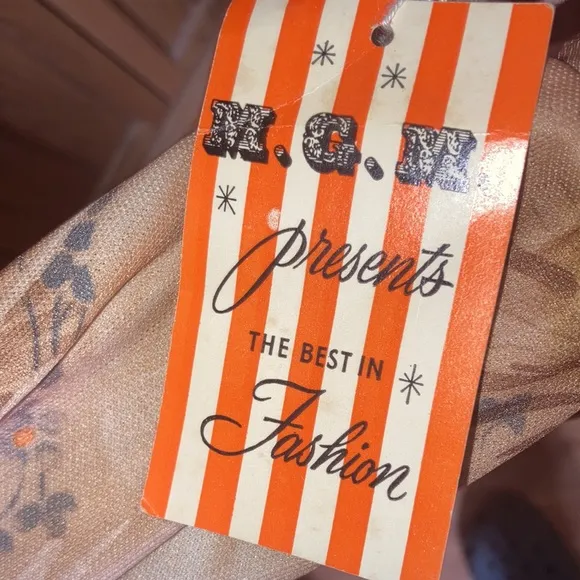 M.G.M
presents
THE BEST IN
Fashion